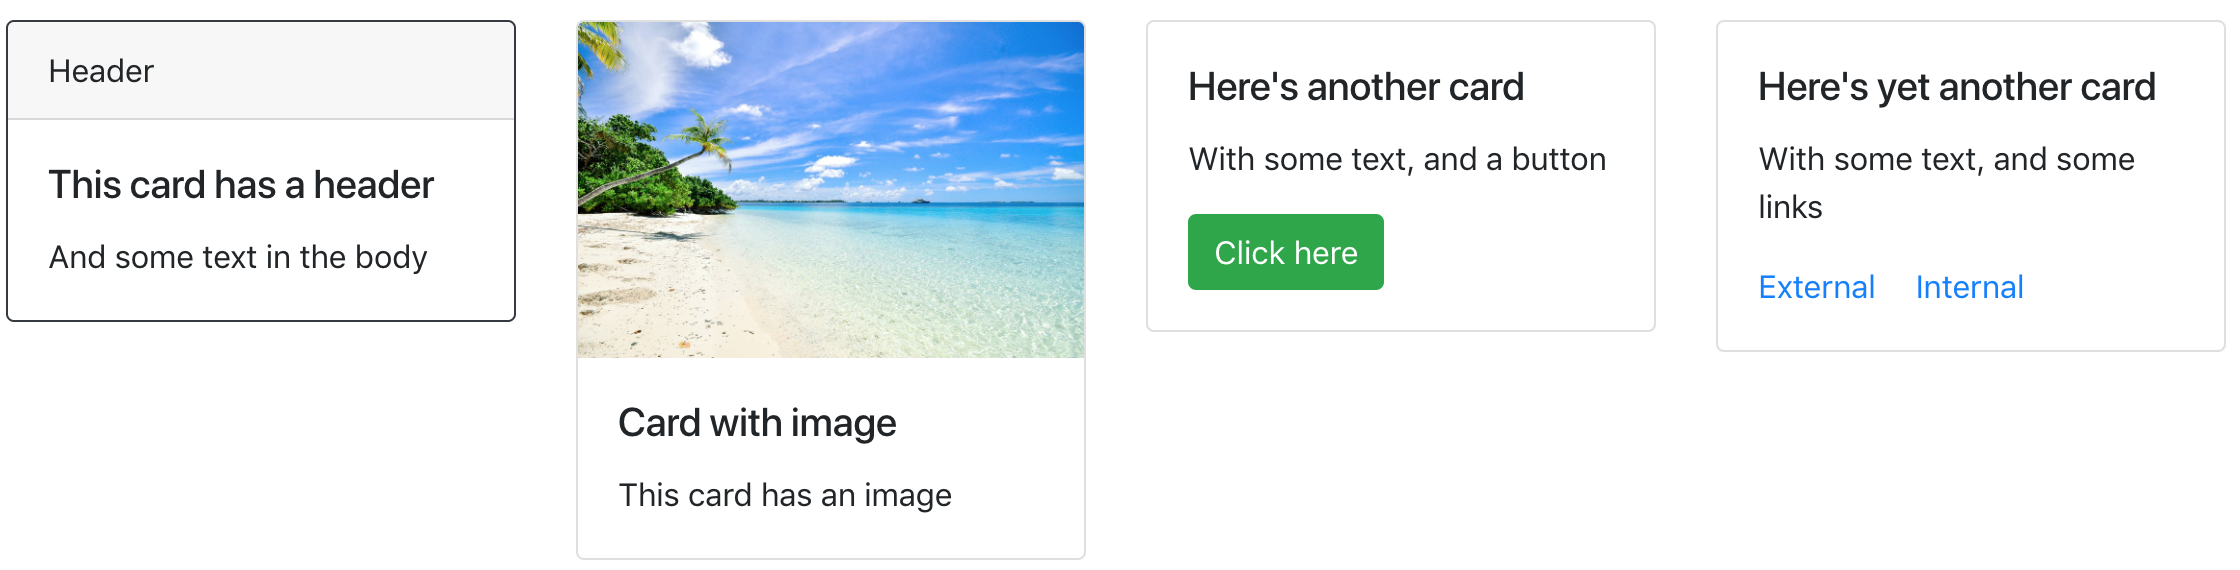 Header
This card has a header
And some text in the body
Card with image
This card has an image
Here's another card
With some text, and a button
Click here
Here's yet another card
With some text, and some
links
External Internal